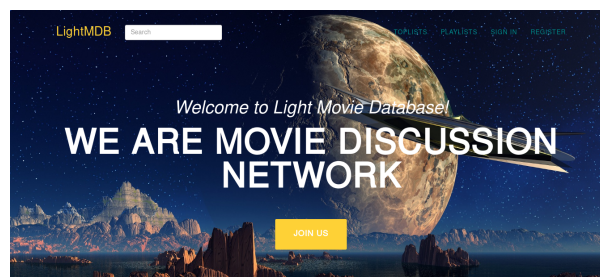 LightMDB Search TOPLISTS PLAYLISTS SIGN IN REGISTER
Welcome to Light Movie Database!
WE ARE MOVIE DISCUSSION
NETWORK
JOIN US